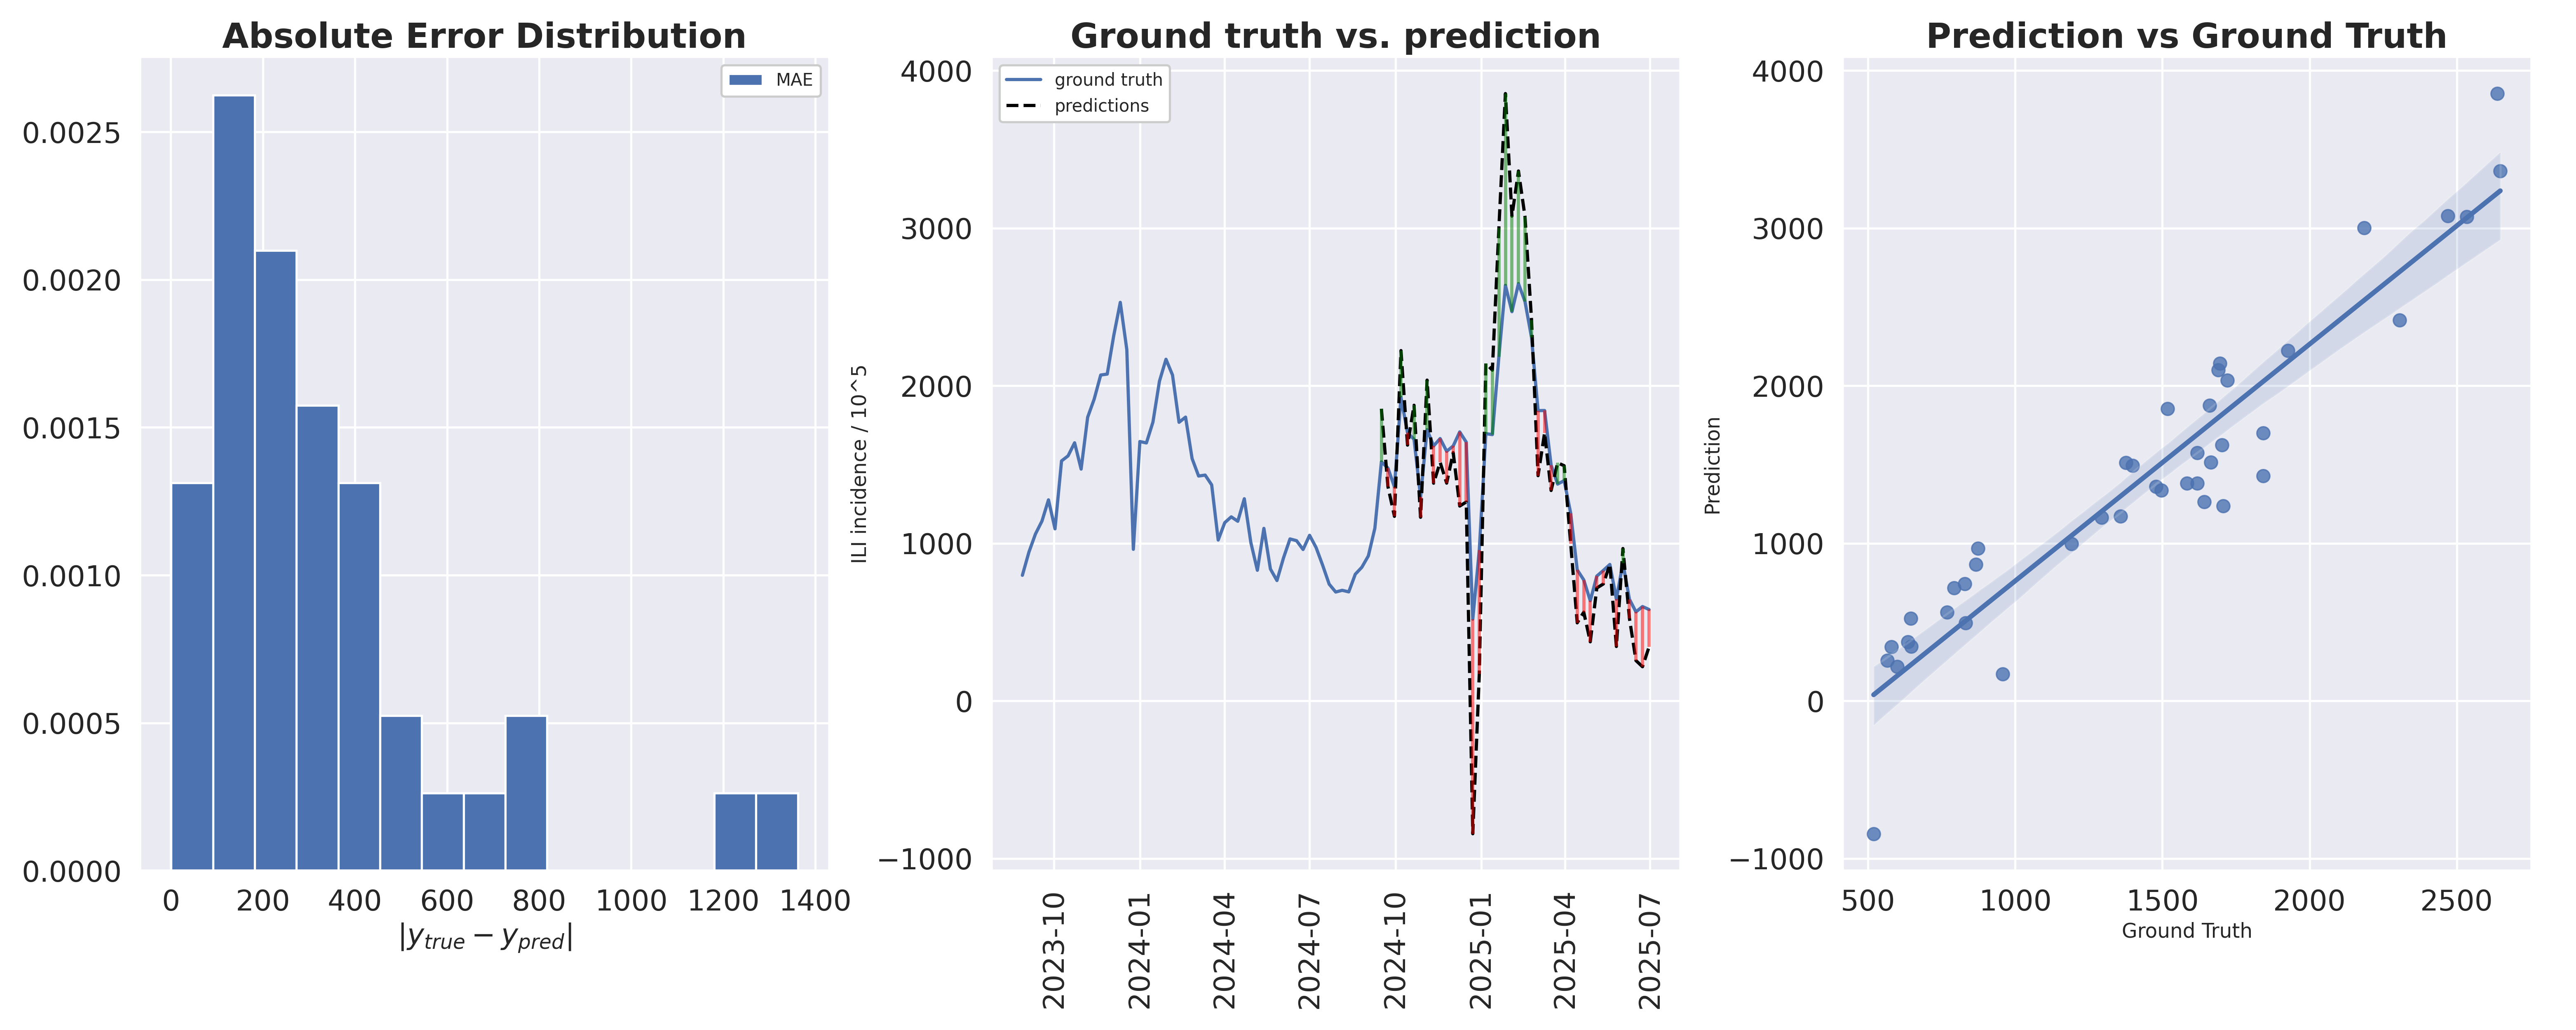 Absolute Error Distribution
MAE
0.0025
0.0020
0.0015
0.0010
0.0005
0.0000
0 200 400 600 800 1000 1200 1400
|y_true − y_pred|
Ground truth vs. prediction
ground truth
predictions
ILI incidence / 10^5
4000
3000
2000
1000
0
−1000
2023-10
2024-01
2024-04
2024-07
2024-10
2025-01
2025-04
2025-07
Prediction vs Ground Truth
Prediction
4000
3000
2000
1000
0
−1000
500 1000 1500 2000 2500
Ground Truth